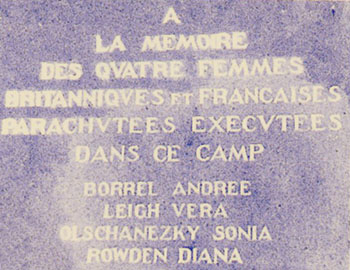 A
LA MEMOIRE
DES QVATRE FEMMES
BRITANNIQVES ET FRANCAISES
PARACHVTEES EXECVTEES
DANS CE CAMP
BORREL ANDREE
LEIGH VERA
OLSCHANEZKY SONIA
ROWDEN DIANA